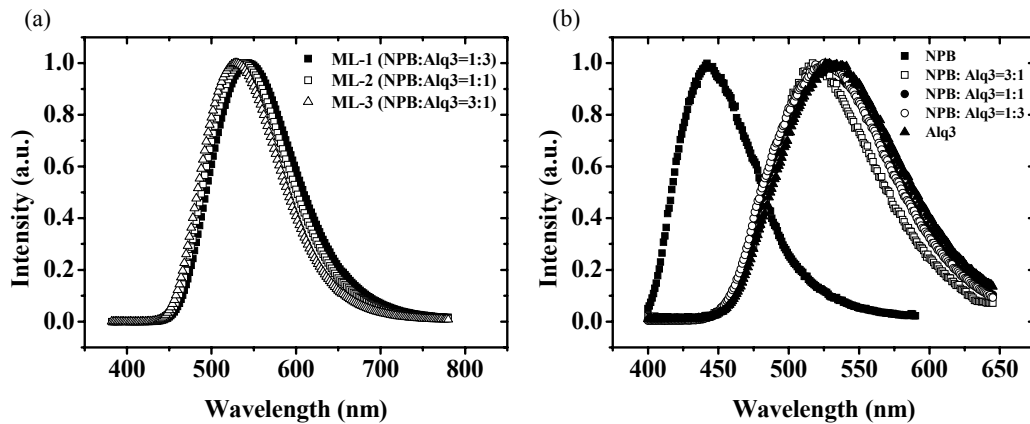 (a)
ML-1 (NPB:Alq3=1:3)
ML-2 (NPB:Alq3=1:1)
ML-3 (NPB:Alq3=3:1)
Intensity (a.u.)
1.0
0.8
0.6
0.4
0.2
0.0
400 500 600 700 800
Wavelength (nm)
(b)
NPB
NPB: Alq3=3:1
NPB: Alq3=1:1
NPB: Alq3=1:3
Alq3
Intensity (a.u.)
1.0
0.8
0.6
0.4
0.2
0.0
400 450 500 550 600 650
Wavelength (nm)